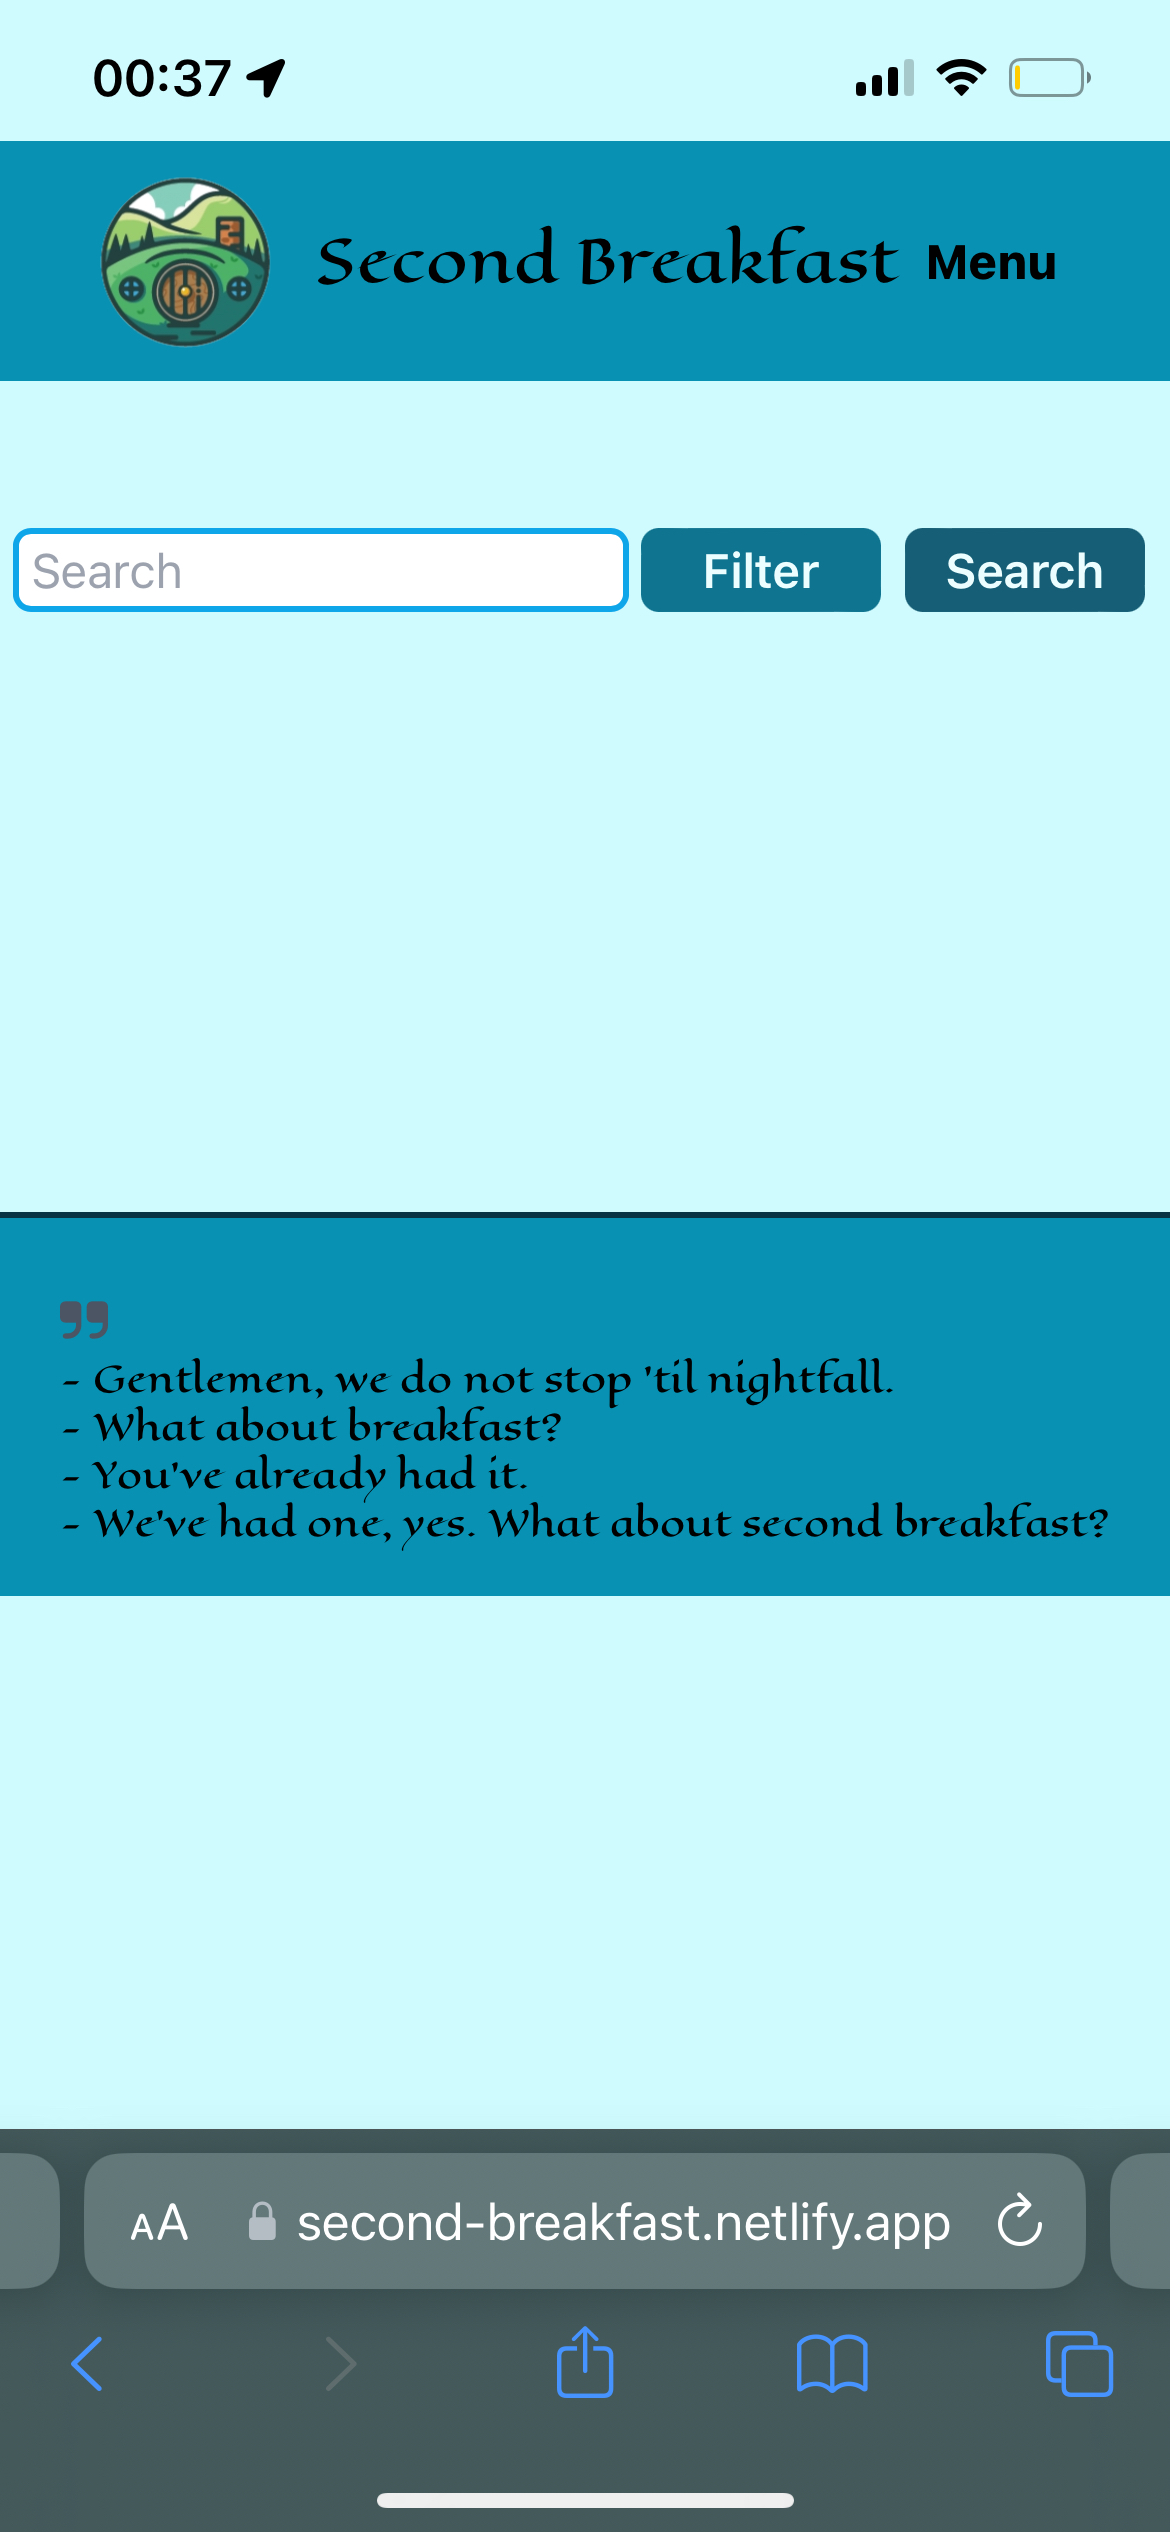 00:37
Second Breakfast Menu
Search Filter Search
- Gentlemen, we do not stop 'til nightfall.
- What about breakfast?
- You've already had it.
- We've had one, yes. What about second breakfast?
AA second-breakfast.netlify.app